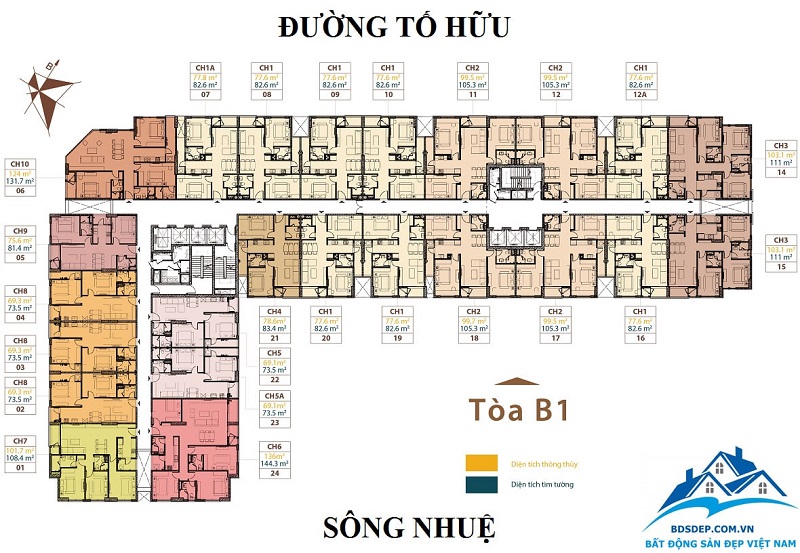 ĐƯỜNG TỐ HỮU
B
CH1A
77.8 m²
82.6 m²
07
CH1
77.6 m²
82.6 m²
08
CH1
77.6 m²
82.6 m²
09
CH1
77.6 m²
82.6 m²
10
CH2
99.5 m²
105.3 m²
11
CH2
99.5 m²
105.3 m²
12
CH1
77.6 m²
82.6 m²
12A
CH10
124 m²
131.7 m²
06
CH3
103.1 m²
111 m²
14
CH9
75.6 m²
81.4 m²
05
CH3
103.1 m²
111 m²
15
CH8
69.3 m²
73.5 m²
04
CH4
78.6 m²
83.4 m²
21
CH1
77.6 m²
82.6 m²
20
CH1
77.6 m²
82.6 m²
19
CH2
99.7 m²
105.3 m²
18
CH2
99.5 m²
105.3 m²
17
CH1
77.6 m²
82.6 m²
16
CH8
69.3 m²
73.5 m²
03
CH5
69.1 m²
73.5 m²
22
CH8
69.3 m²
73.5 m²
02
CH5A
69.1 m²
73.5 m²
23
CH7
101.7 m²
108.4 m²
01
CH6
136 m²
144.3 m²
24
Tòa B1
Diện tích thông thủy
Diện tích tim tường
SÔNG NHUỆ
BDSDEP.COM.VN
BẤT ĐỘNG SẢN ĐẸP VIỆT NAM